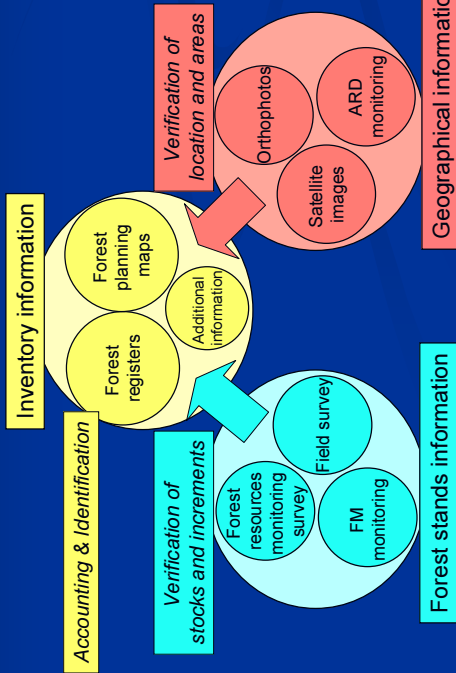 Inventory information
Accounting & Identification
Forest
registers
Forest
planning
maps
Additional
information
Verification of
stocks and increments
Forest
resources
monitoring
survey
Field survey
FM
monitoring
Forest stands information
Verification of
location and areas
Orthophotos
Satellite
images
ARD
monitoring
Geographical informatio